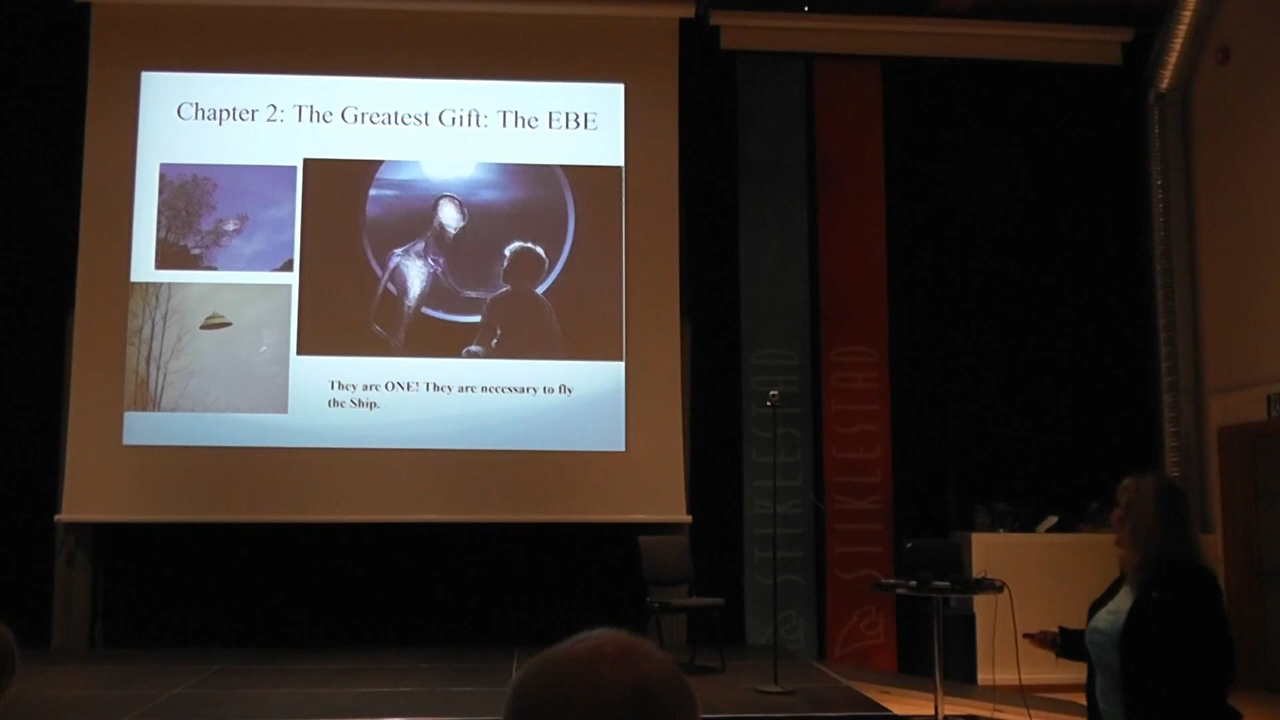 Chapter 2: The Greatest Gift: The EBE
They are ONE! They are necessary to fly
the Ship.
STIKLESTAD
STIKLESTAD